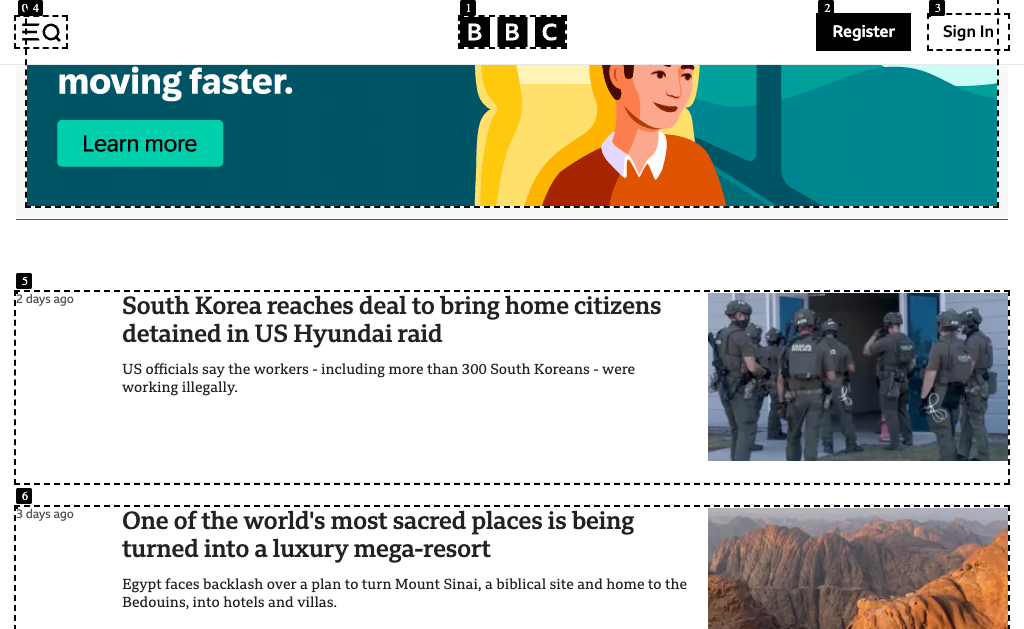 0 4
1
2
3
BBC
Register
Sign In
moving faster.
Learn more
5
2 days ago
South Korea reaches deal to bring home citizens
detained in US Hyundai raid
US officials say the workers - including more than 300 South Koreans - were
working illegally.
6
3 days ago
One of the world's most sacred places is being
turned into a luxury mega-resort
Egypt faces backlash over a plan to turn Mount Sinai, a biblical site and home to the
Bedouins, into hotels and villas.